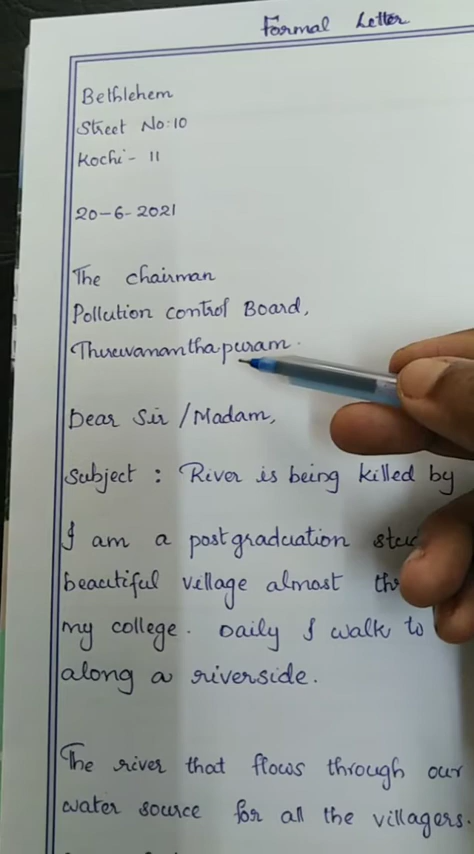 Formal Letter
Bethlehem
Street No:10
Kochi - 11
20-6-2021
The chairman
Pollution control Board,
Thiruvananthapuram.
Dear Sir /Madam,
Subject : River is being killed by
I am a postgraduation
beautiful village almost
my college. Daily I walk to
along a riverside.
The river that flows through our
water source for all the villagers.